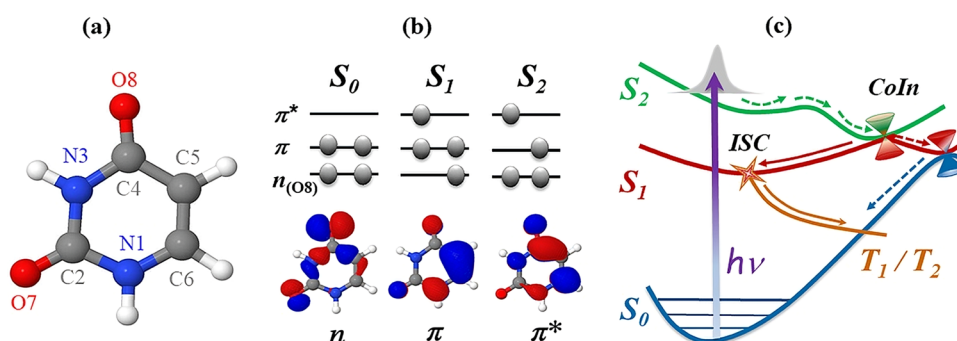 (a)
O8
N3
C5
C4
N1
C2
C6
O7
(b)
S0 S1 S2
π*
π
n(O8)
n π π*
(c)
S2
CoIn
ISC
S1
hν
T1 / T2
S0